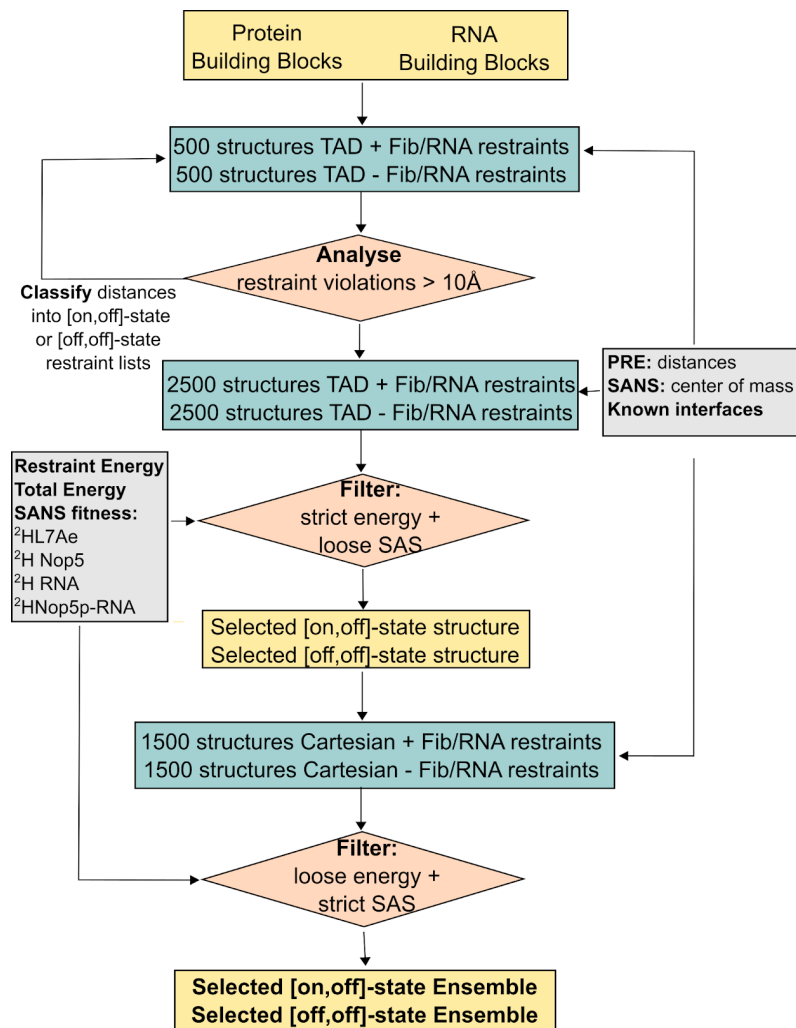 Protein
Building Blocks
RNA
Building Blocks
500 structures TAD + Fib/RNA restraints
500 structures TAD - Fib/RNA restraints
Analyse
restraint violations > 10Å
Classify distances
into [on,off]-state
or [off,off]-state
restraint lists
2500 structures TAD + Fib/RNA restraints
2500 structures TAD - Fib/RNA restraints
PRE: distances
SANS: center of mass
Known interfaces
Restraint Energy
Total Energy
SANS fitness:
²HL7Ae
²H Nop5
²H RNA
²HNop5p-RNA
Filter:
strict energy +
loose SAS
Selected [on,off]-state structure
Selected [off,off]-state structure
1500 structures Cartesian + Fib/RNA restraints
1500 structures Cartesian - Fib/RNA restraints
Filter:
loose energy +
strict SAS
Selected [on,off]-state Ensemble
Selected [off,off]-state Ensemble